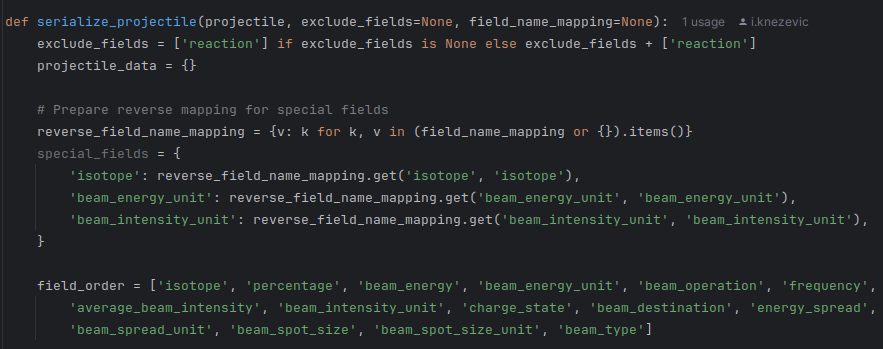 def serialize_projectile(projectile, exclude_fields=None, field_name_mapping=None): 1 usage i.knezevic
    exclude_fields = ['reaction'] if exclude_fields is None else exclude_fields + ['reaction']
    projectile_data = {}

    # Prepare reverse mapping for special fields
    reverse_field_name_mapping = {v: k for k, v in (field_name_mapping or {}).items()}
    special_fields = {
        'isotope': reverse_field_name_mapping.get('isotope', 'isotope'),
        'beam_energy_unit': reverse_field_name_mapping.get('beam_energy_unit', 'beam_energy_unit'),
        'beam_intensity_unit': reverse_field_name_mapping.get('beam_intensity_unit', 'beam_intensity_unit'),
    }

    field_order = ['isotope', 'percentage', 'beam_energy', 'beam_energy_unit', 'beam_operation', 'frequency',
        'average_beam_intensity', 'beam_intensity_unit', 'charge_state', 'beam_destination', 'energy_spread',
        'beam_spread_unit', 'beam_spot_size', 'beam_spot_size_unit', 'beam_type']